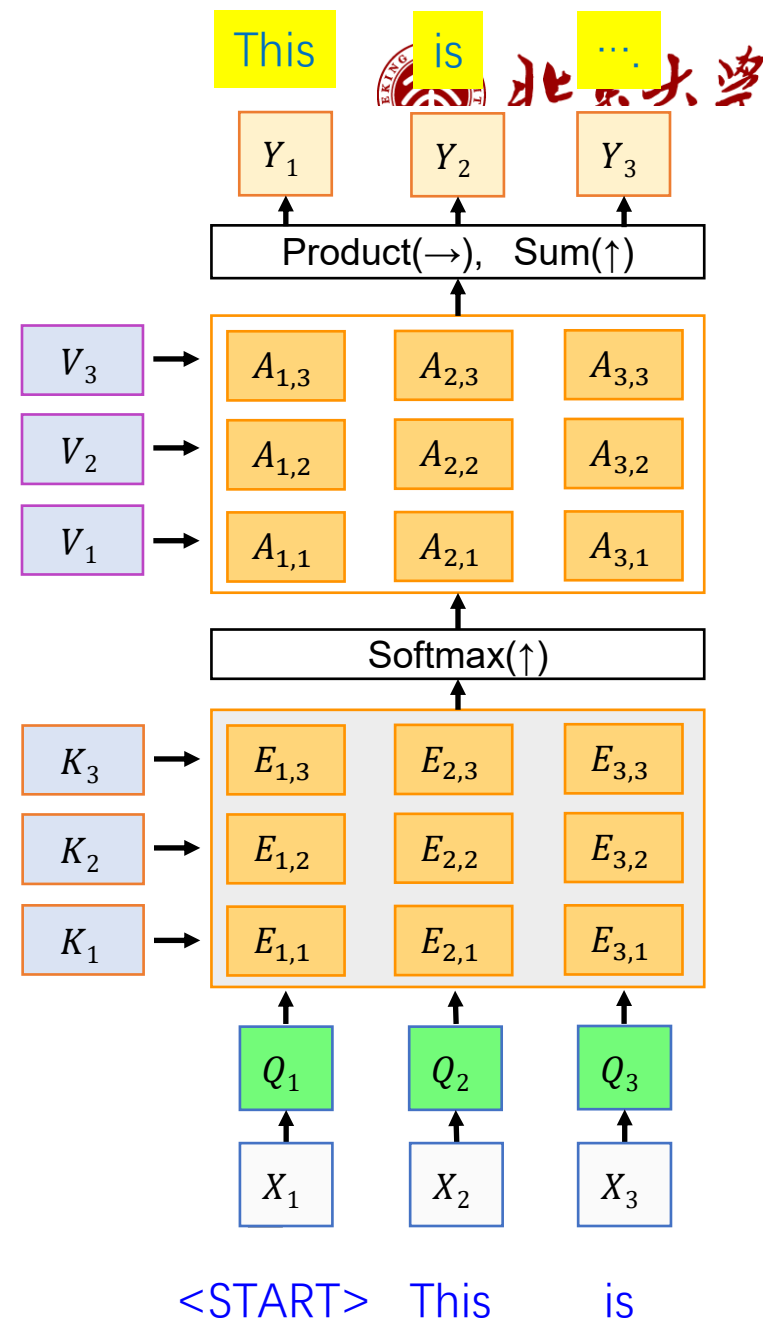 This is ….
北京大学
Y₁ Y₂ Y₃
Product(→), Sum(↑)
V₃ A₁,₃ A₂,₃ A₃,₃
V₂ A₁,₂ A₂,₂ A₃,₂
V₁ A₁,₁ A₂,₁ A₃,₁
Softmax(↑)
K₃ E₁,₃ E₂,₃ E₃,₃
K₂ E₁,₂ E₂,₂ E₃,₂
K₁ E₁,₁ E₂,₁ E₃,₁
Q₁ Q₂ Q₃
X₁ X₂ X₃
<START> This is